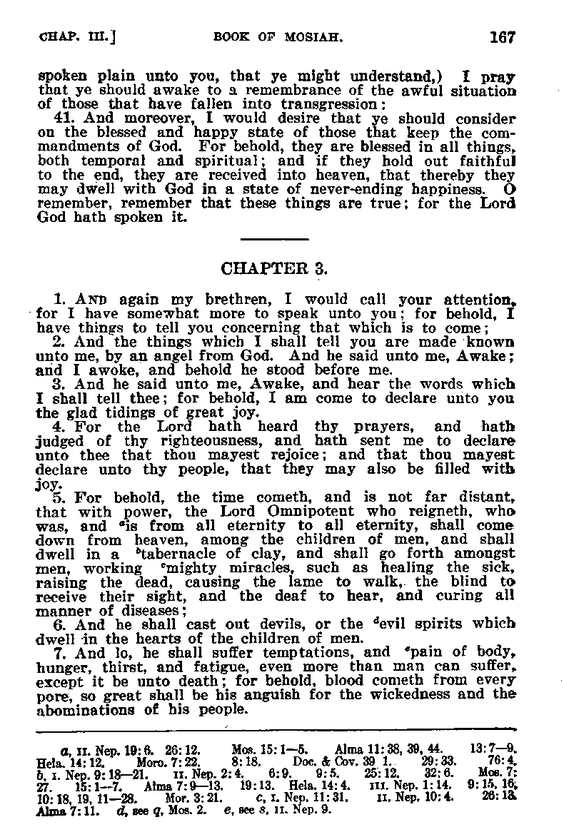 CHAP. III.] BOOK OF MOSIAH. 167
spoken plain unto you, that ye might understand,) I pray
that ye should awake to a remembrance of the awful situation
of those that have fallen into transgression:
41. And moreover, I would desire that ye should consider
on the blessed and happy state of those that keep the com-
mandments of God. For behold, they are blessed in all things,
both temporal and spiritual; and if they hold out faithful
to the end, they are received into heaven, that thereby they
may dwell with God in a state of never-ending happiness. O
remember, remember that these things are true; for the Lord
God hath spoken it.
CHAPTER 3.
1. AND again my brethren, I would call your attention,
for I have somewhat more to speak unto you; for behold, I
have things to tell you concerning that which is to come;
2. And the things which I shall tell you are made known
unto me, by an angel from God. And he said unto me, Awake;
and I awoke, and behold he stood before me.
3. And he said unto me, Awake, and hear the words which
I shall tell thee; for behold, I am come to declare unto you
the glad tidings of great joy.
4. For the Lord hath heard thy prayers, and hath
judged of thy righteousness, and hath sent me to declare
unto thee that thou mayest rejoice; and that thou mayest
declare unto thy people, that they may also be filled with
joy.
5. For behold, the time cometh, and is not far distant,
that with power, the Lord Omnipotent who reigneth, who
was, and ᵃis from all eternity to all eternity, shall come
down from heaven, among the children of men, and shall
dwell in a ᵇtabernacle of clay, and shall go forth amongst
men, working ᶜmighty miracles, such as healing the sick,
raising the dead, causing the lame to walk, the blind to
receive their sight, and the deaf to hear, and curing all
manner of diseases;
6. And he shall cast out devils, or the ᵈevil spirits which
dwell in the hearts of the children of men.
7. And lo, he shall suffer temptations, and ᵉpain of body,
hunger, thirst, and fatigue, even more than man can suffer,
except it be unto death; for behold, blood cometh from every
pore, so great shall be his anguish for the wickedness and the
abominations of his people.
a, II. Nep. 19:6. 26:12. Mos. 15:1—5. Alma 11:38, 39, 44. 13:7—9.
Hela. 14:12. Moro. 7:22. 8:18. Doc. & Cov. 39 1. 29:33. 76:4.
b, I. Nep. 9:18—21. II. Nep. 2:4. 6:9. 9:5. 25:12. 32:6. Mos. 7:
27. 15:1—7. Alma 7:9—13. 19:13. Hela. 14:4. III. Nep. 1:14. 9:15, 16.
10:18, 19, 11—28. Mor. 3:21. c, I. Nep. 11:31. II. Nep. 10:4. 26:13.
Alma 7:11. d, see q, Mos. 2. e, see s, II. Nep. 9.